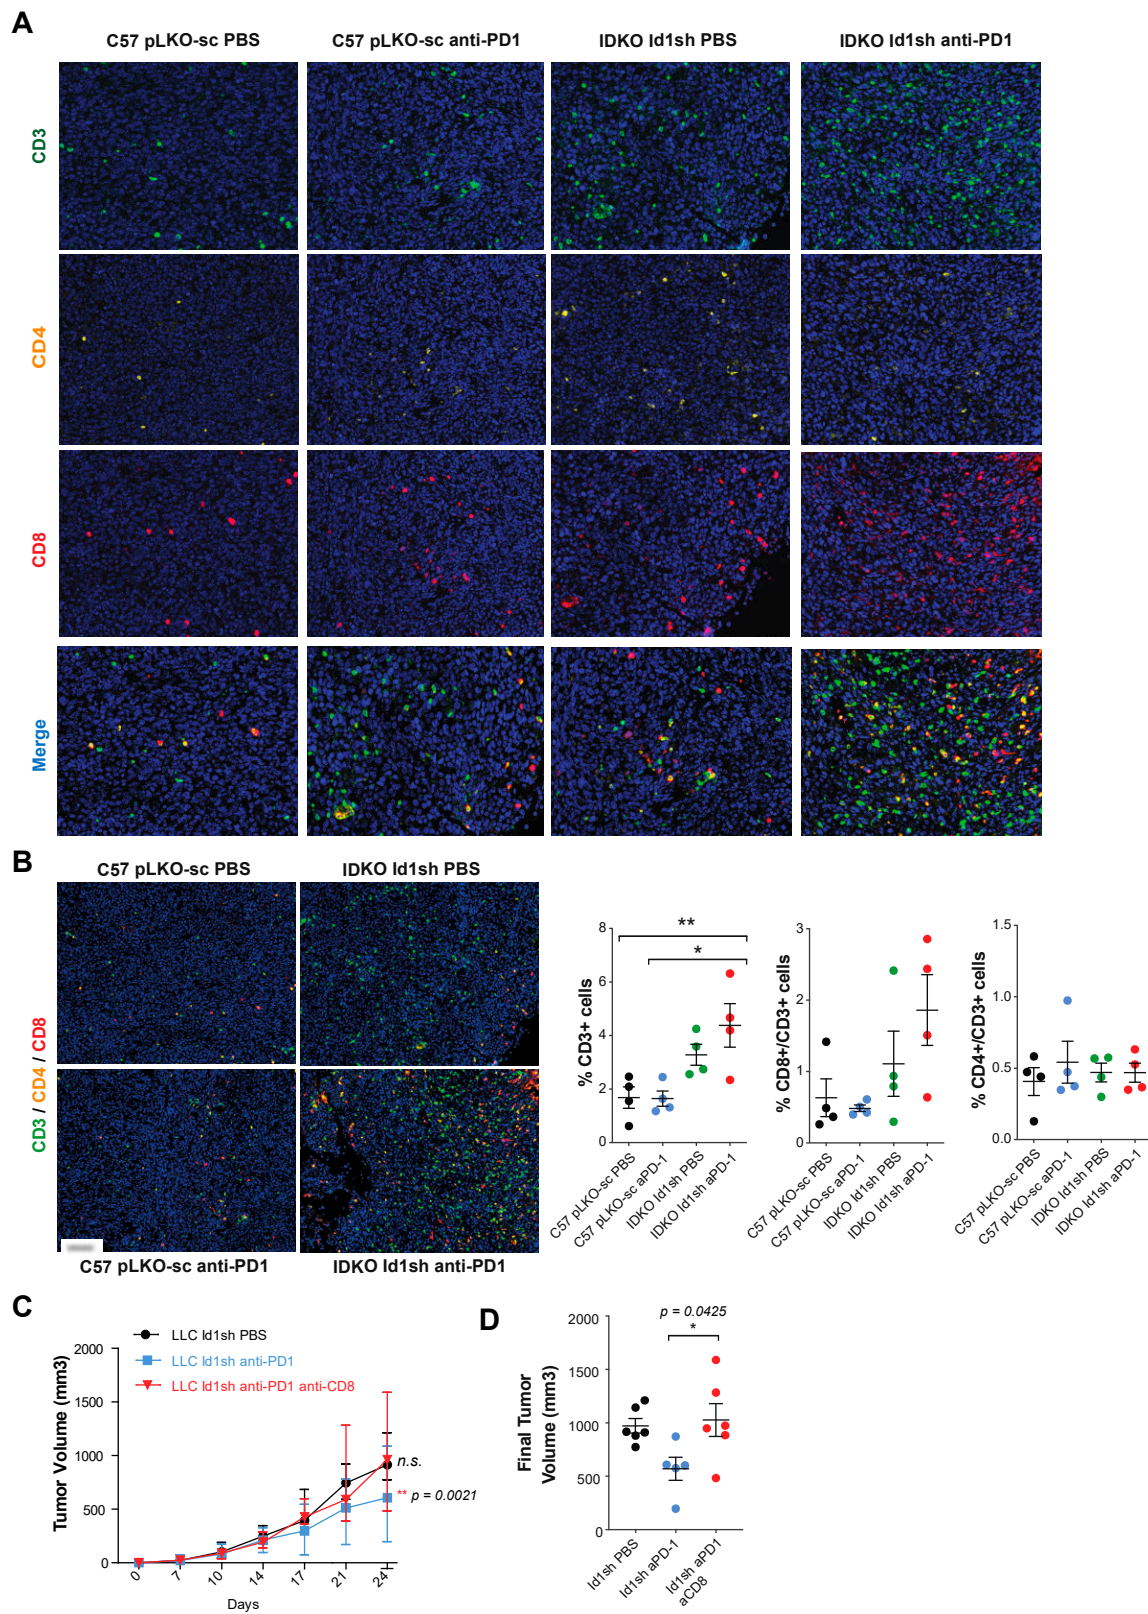 A
C57 pLKO-sc PBS
C57 pLKO-sc anti-PD1
IDKO Id1sh PBS
IDKO Id1sh anti-PD1
CD3
CD4
CD8
Merge
B
C57 pLKO-sc PBS
IDKO Id1sh PBS
CD3 / CD4 / CD8
C57 pLKO-sc anti-PD1
IDKO Id1sh anti-PD1
% CD3+ cells
8
6
4
2
0
**
*
C57 pLKO-sc PBS
C57 pLKO-sc aPD-1
IDKO Id1sh PBS
IDKO Id1sh aPD-1
% CD8+/CD3+ cells
3
2
1
0
C57 pLKO-sc PBS
C57 pLKO-sc aPD-1
IDKO Id1sh PBS
IDKO Id1sh aPD-1
% CD4+/CD3+ cells
1.5
1.0
0.5
0.0
C57 pLKO-sc PBS
C57 pLKO-sc aPD-1
IDKO Id1sh PBS
IDKO Id1sh aPD-1
C
LLC Id1sh PBS
LLC Id1sh anti-PD1
LLC Id1sh anti-PD1 anti-CD8
Tumor Volume (mm3)
2000
1500
1000
500
0
n.s.
** p = 0.0021
0
7
10
14
17
21
24
Days
D
p = 0.0425
*
Final Tumor
Volume (mm3)
2000
1500
1000
500
0
Id1sh PBS
Id1sh aPD-1
Id1sh aPD1
aCD8